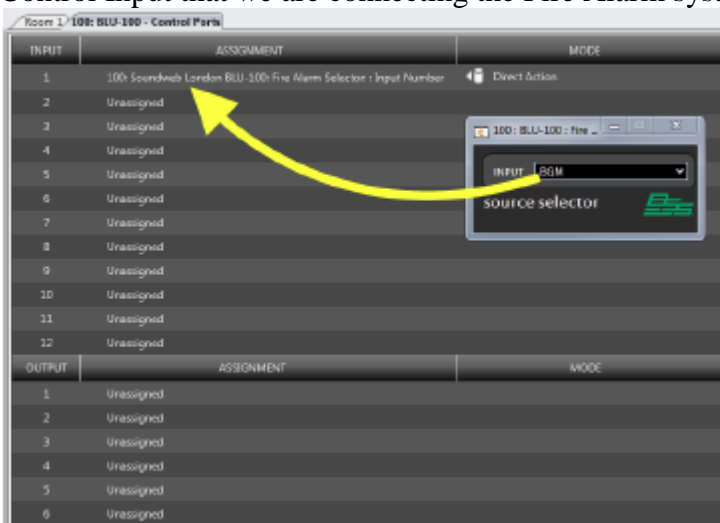 Control Input that we are connecting the Fire Alarm sys
Room 1 100: BLU-100 - Control Ports
INPUT ASSIGNMENT MODE
1 100: Soundweb London BLU-100: Fire Alarm Selector : Input Number Direct Action
2 Unassigned
3 Unassigned
100 : BLU-100 : Fire
4 Unassigned
5 Unassigned
INPUT BGM
6 Unassigned
source selector
7 Unassigned
8 Unassigned
9 Unassigned
10 Unassigned
11 Unassigned
12 Unassigned
OUTPUT ASSIGNMENT MODE
1 Unassigned
2 Unassigned
3 Unassigned
4 Unassigned
5 Unassigned
6 Unassigned